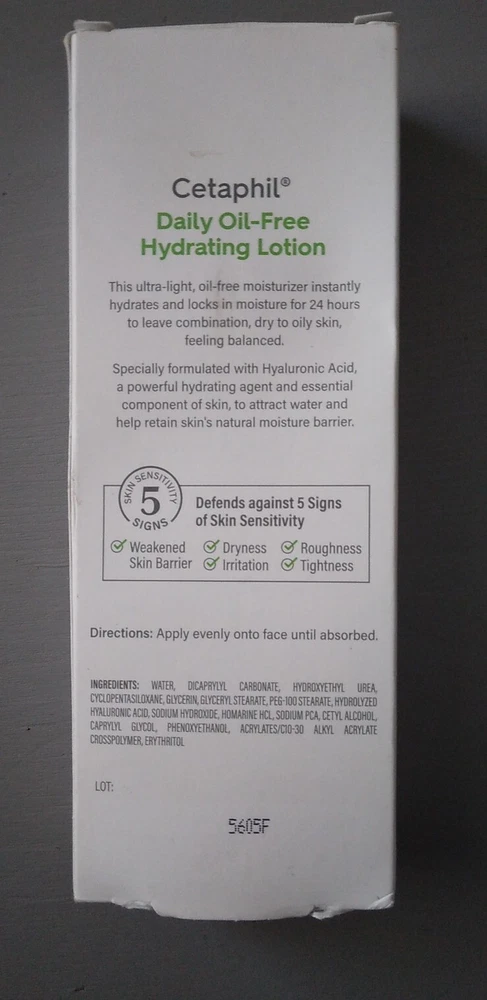 Cetaphil®
Daily Oil-Free
Hydrating Lotion
This ultra-light, oil-free moisturizer instantly
hydrates and locks in moisture for 24 hours
to leave combination, dry to oily skin,
feeling balanced.
Specially formulated with Hyaluronic Acid,
a powerful hydrating agent and essential
component of skin, to attract water and
help retain skin's natural moisture barrier.
SKIN SENSITIVITY
5
SIGNS
Defends against 5 Signs
of Skin Sensitivity
Weakened Dryness Roughness
Skin Barrier Irritation Tightness
Directions: Apply evenly onto face until absorbed.
INGREDIENTS: WATER, DICAPRYLYL CARBONATE, HYDROXYETHYL UREA,
CYCLOPENTASILOXANE, GLYCERIN, GLYCERYL STEARATE, PEG-100 STEARATE, HYDROLYZED
HYALURONIC ACID, SODIUM HYDROXIDE, HOMARINE HCL, SODIUM PCA, CETYL ALCOHOL,
CAPRYLYL GLYCOL, PHENOXYETHANOL, ACRYLATES/C10-30 ALKYL ACRYLATE
CROSSPOLYMER, ERYTHRITOL
LOT:
5605F